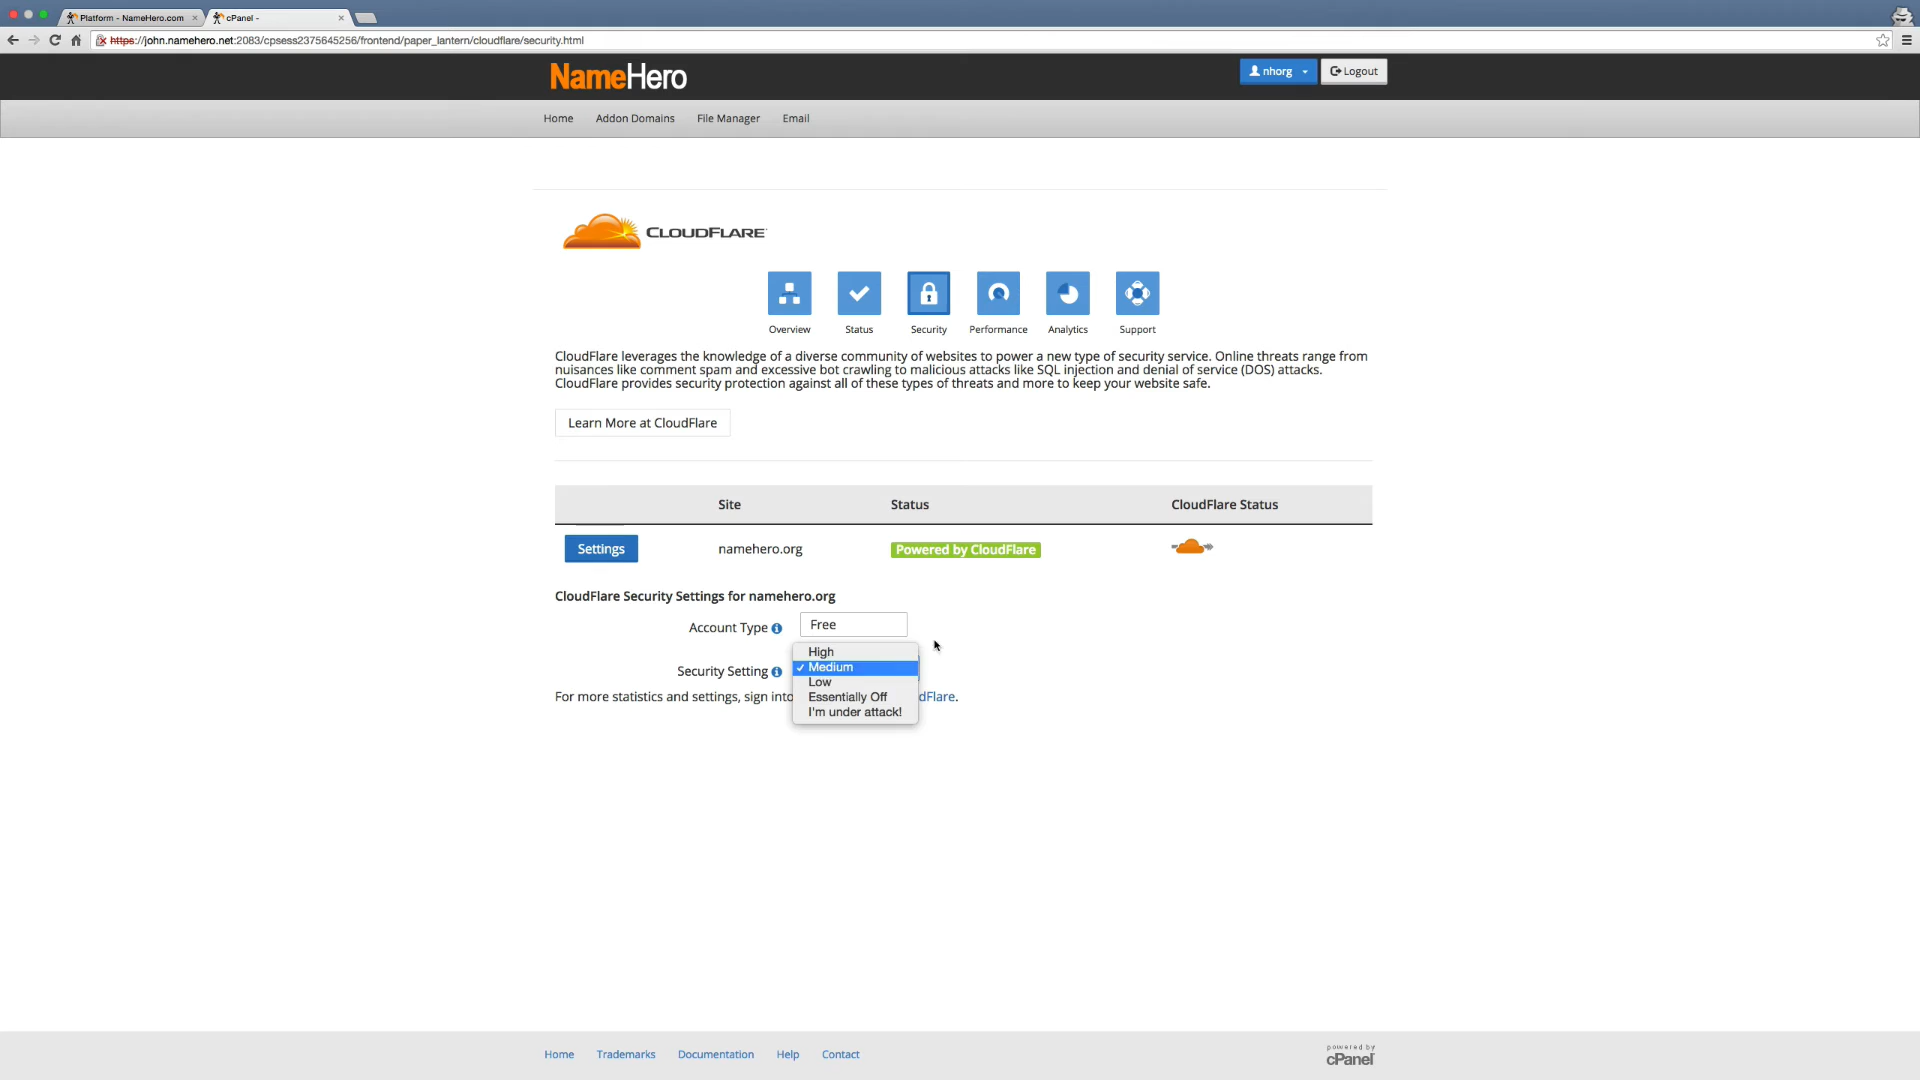 Platform - NameHero.com
cPanel -
https://john.namehero.net:2083/cpsess2375645256/frontend/paper_lantern/cloudflare/security.html
NameHero
nhorg
Logout
Home Addon Domains File Manager Email
CLOUDFLARE
Overview Status Security Performance Analytics Support
CloudFlare leverages the knowledge of a diverse community of websites to power a new type of security service. Online threats range from
nuisances like comment spam and excessive bot crawling to malicious attacks like SQL injection and denial of service (DOS) attacks.
CloudFlare provides security protection against all of these types of threats and more to keep your website safe.
Learn More at CloudFlare
Site Status CloudFlare Status
Settings namehero.org Powered by CloudFlare
CloudFlare Security Settings for namehero.org
Account Type Free
High
Security Setting ✓ Medium
Low
For more statistics and settings, sign into Essentially Off dFlare.
I'm under attack!
Home Trademarks Documentation Help Contact
powered by
cPanel